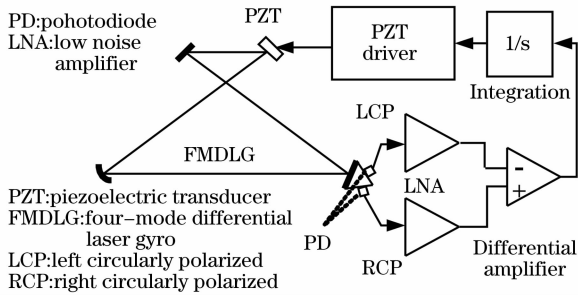 PD:pohotodiode
LNA:low noise
amplifier
PZT
PZT
driver
1/s
Integration
LCP
FMDLG
LNA
-
+
PD
RCP
Differential
amplifier
PZT:piezoelectric transducer
FMDLG:four-mode differential
laser gyro
LCP:left circularly polarized
RCP:right circularly polarized